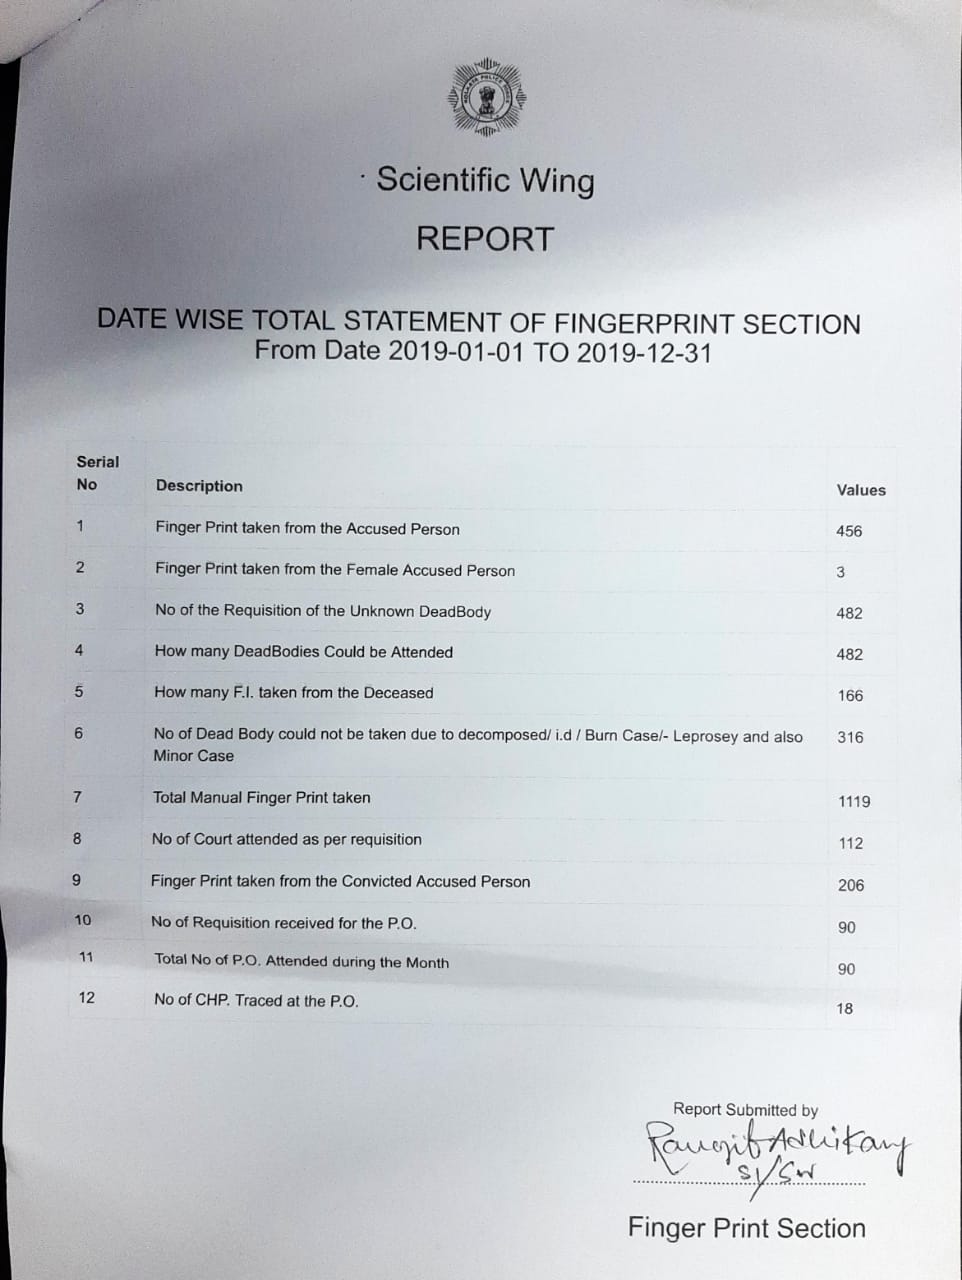 KOLKATA POLICE
Scientific Wing
REPORT
DATE WISE TOTAL STATEMENT OF FINGERPRINT SECTION
From Date 2019-01-01 TO 2019-12-31
Serial No Description Values
1 Finger Print taken from the Accused Person 456
2 Finger Print taken from the Female Accused Person 3
3 No of the Requisition of the Unknown DeadBody 482
4 How many DeadBodies Could be Attended 482
5 How many F.I. taken from the Deceased 166
6 No of Dead Body could not be taken due to decomposed/ i.d / Burn Case/- Leprosey and also 316
Minor Case
7 Total Manual Finger Print taken 1119
8 No of Court attended as per requisition 112
9 Finger Print taken from the Convicted Accused Person 206
10 No of Requisition received for the P.O. 90
11 Total No of P.O. Attended during the Month 90
12 No of CHP. Traced at the P.O. 18
Report Submitted by
Ranojit Adhikary
SI/SW
Finger Print Section